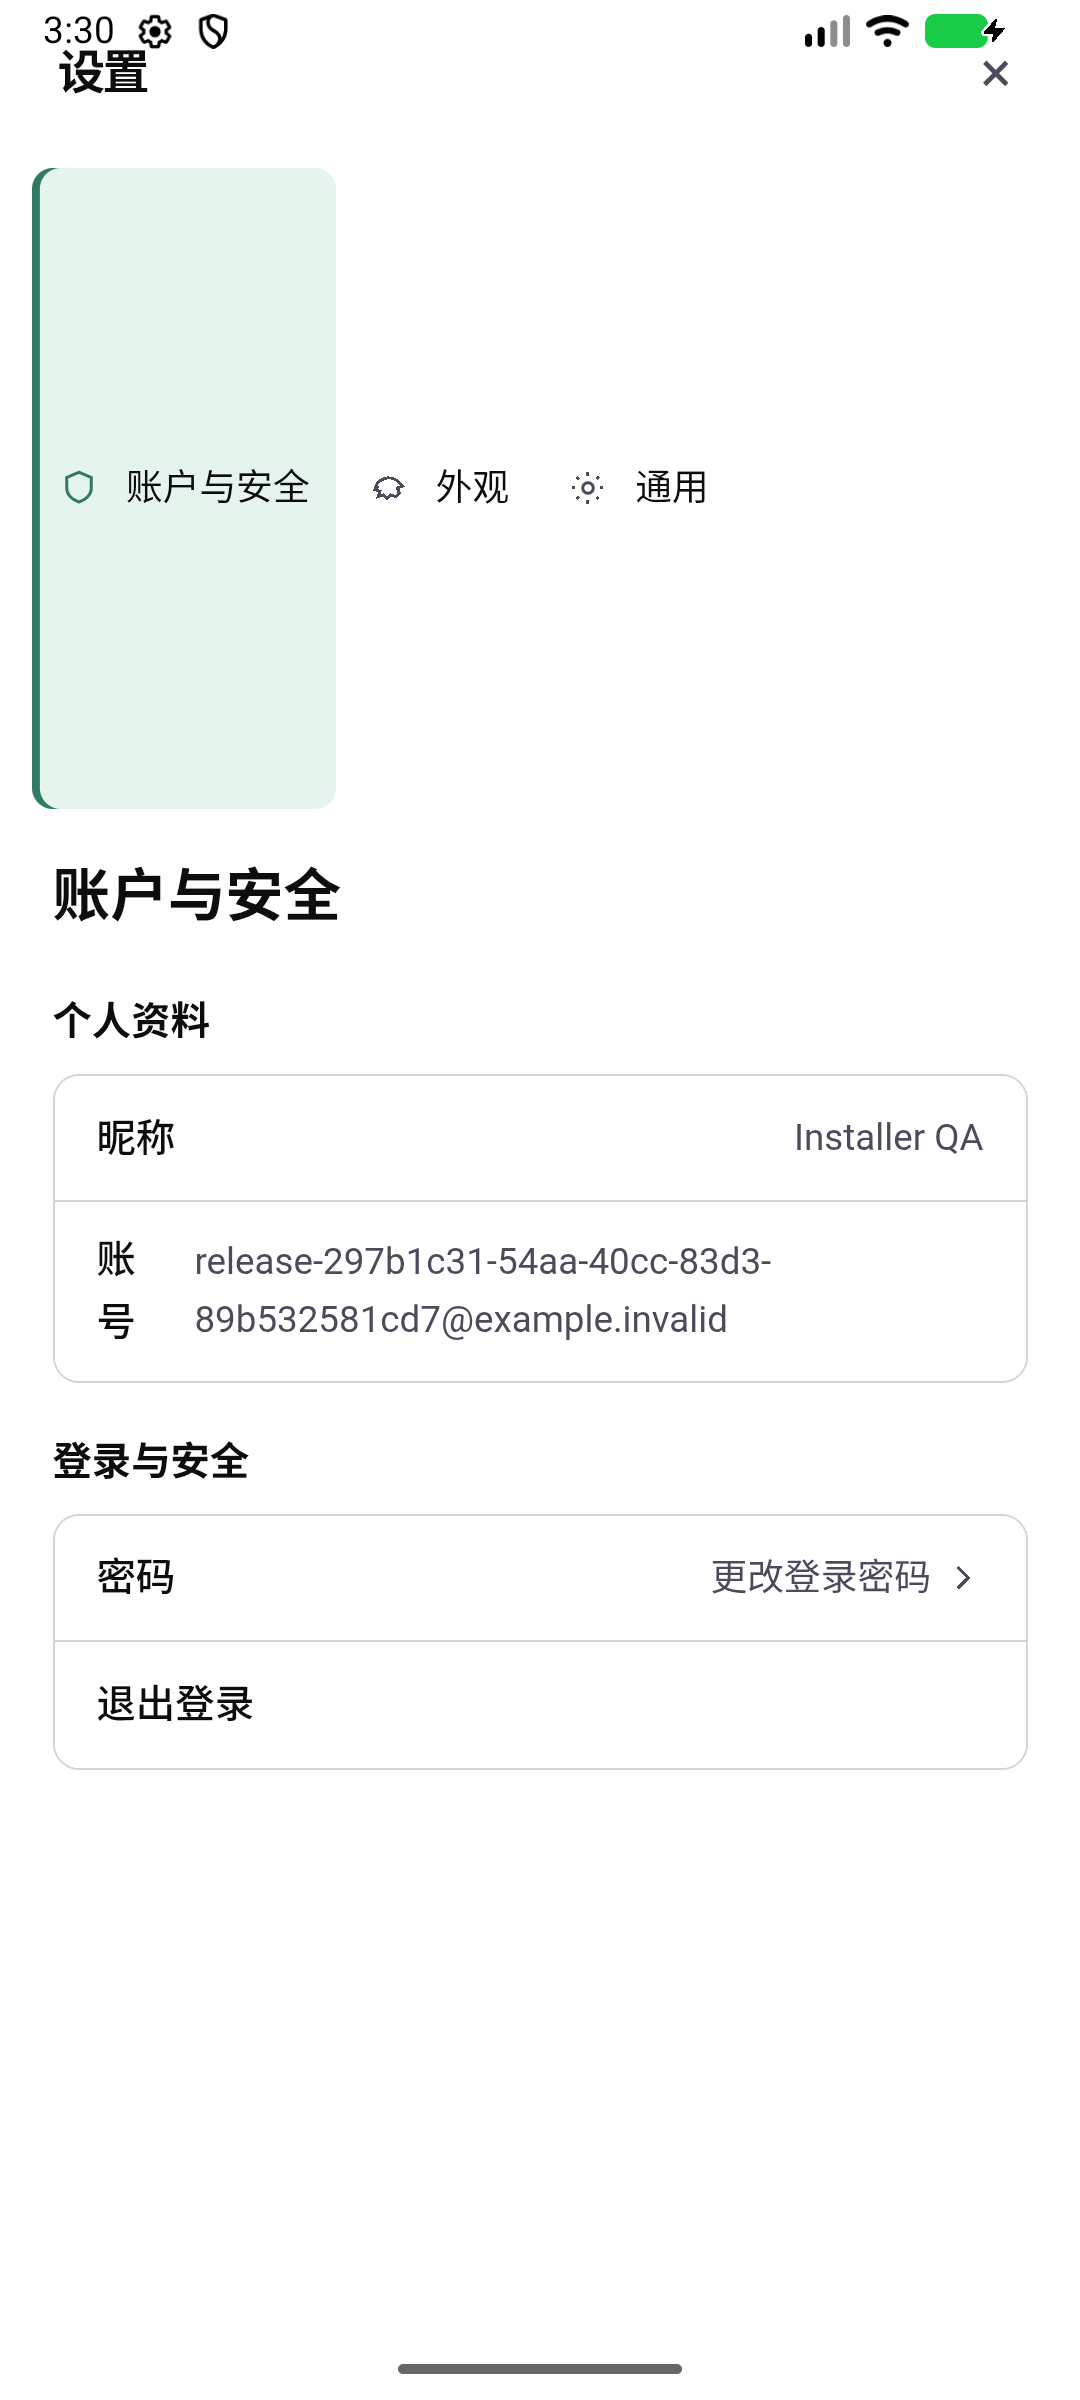 3:30
设置
账户与安全
外观
通用
账户与安全
个人资料
昵称
Installer QA
账号
release-297b1c31-54aa-40cc-83d3-
89b532581cd7@example.invalid
登录与安全
密码
更改登录密码
退出登录